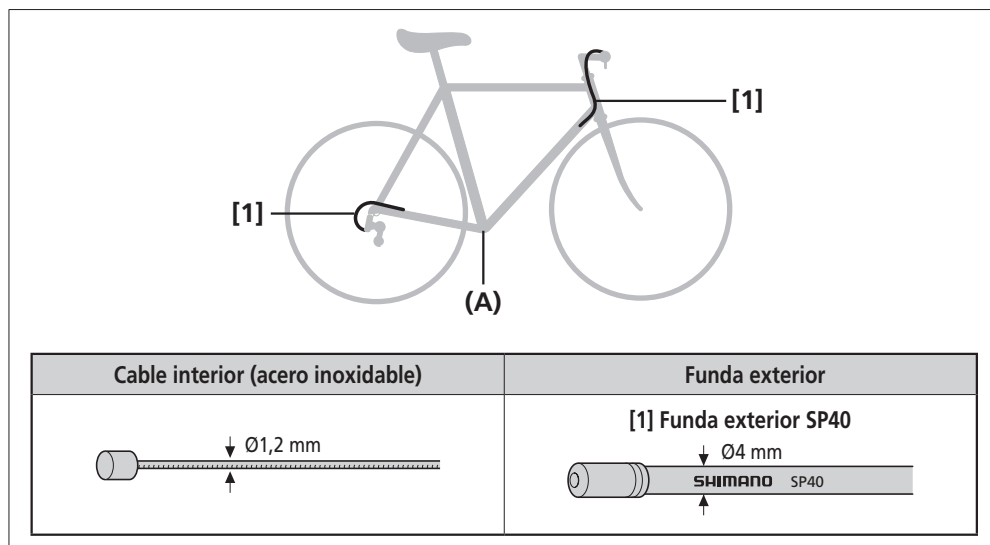 [1]
[1]
(A)
Cable interior (acero inoxidable)
Funda exterior
Ø1,2 mm
[1] Funda exterior SP40
Ø4 mm
SHIMANO SP40